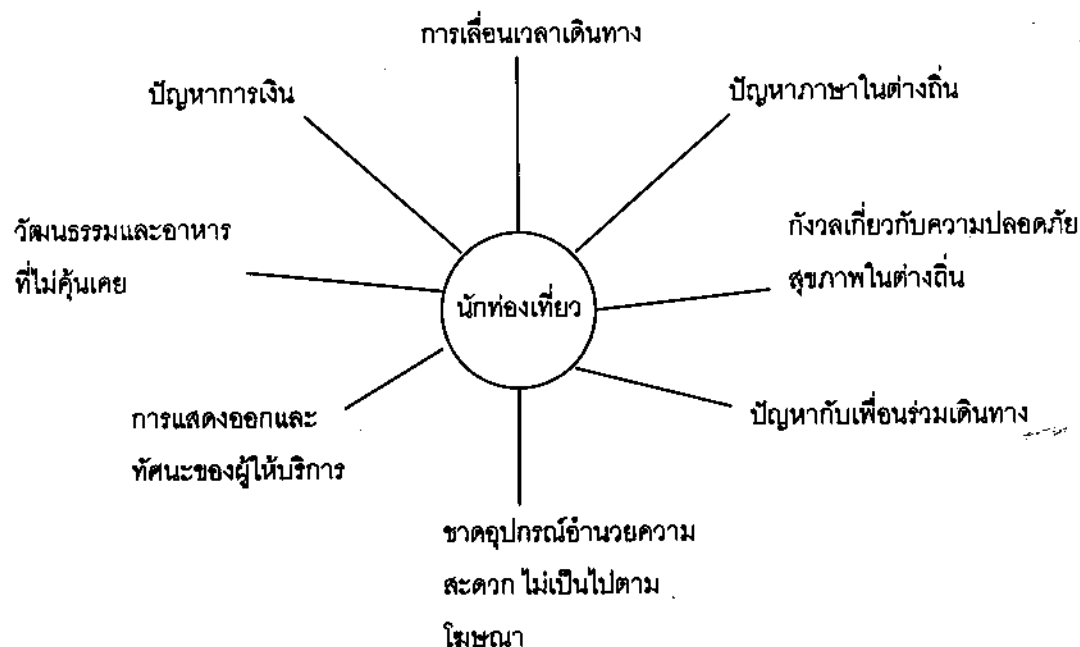 การเลื่อนเวลาเดินทาง
ปัญหาการเงิน
ปัญหาภาษาในต่างถิ่น
วัฒนธรรมและอาหาร
ที่ไม่คุ้นเคย
กังวลเกี่ยวกับความปลอดภัย
สุขภาพในต่างถิ่น
นักท่องเที่ยว
การแสดงออกและ
ทัศนะของผู้ให้บริการ
ปัญหากับเพื่อนร่วมเดินทาง
ขาดอุปกรณ์อำนวยความ
สะดวก ไม่เป็นไปตาม
โฆษณา